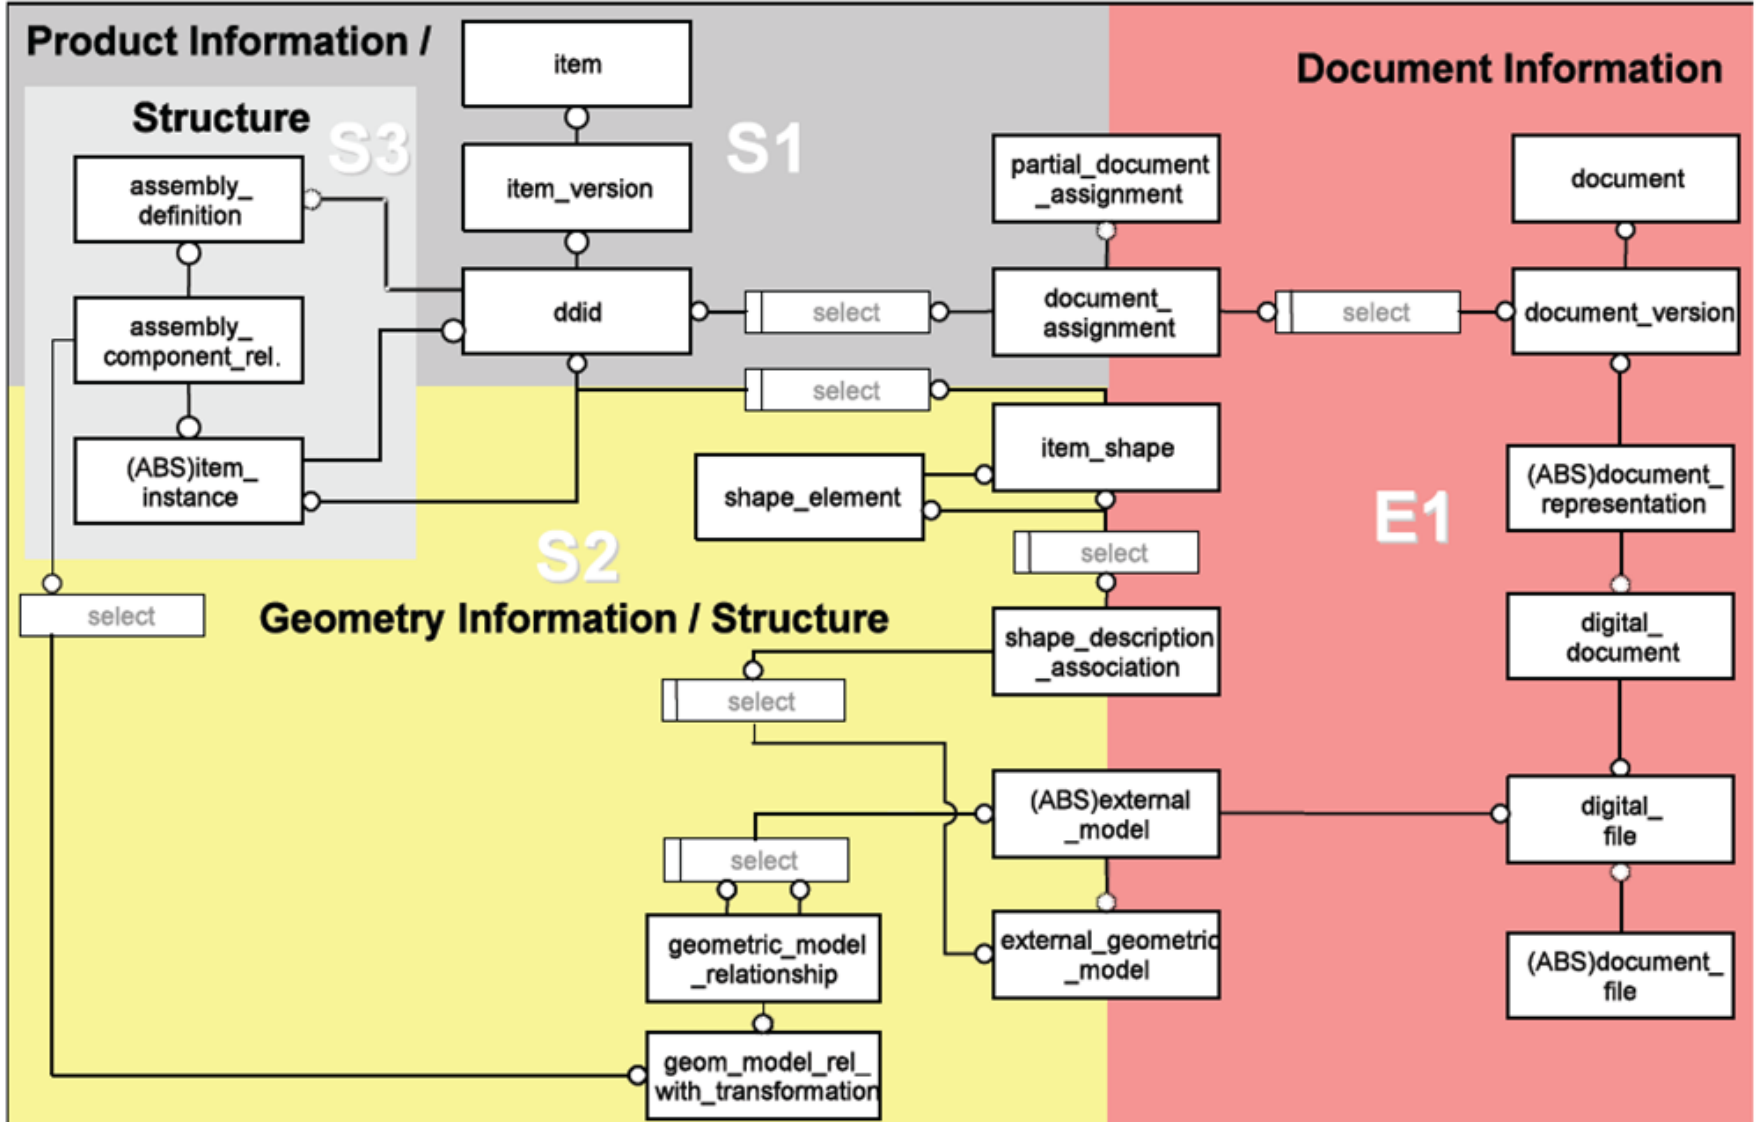 Product Information /
Structure
S3
assembly_
definition
assembly_
component_rel.
(ABS)item_
instance
select
item
item_version
ddid
S1
select
select
partial_document
_assignment
document_
assignment
Document Information
document
select
document_version
(ABS)document_
representation
E1
digital_
document
digital_
file
(ABS)document_
file
item_shape
shape_element
select
S2
Geometry Information / Structure
shape_description
_association
select
(ABS)external
_model
select
external_geometric
_model
geometric_model
_relationship
geom_model_rel_
with_transformation